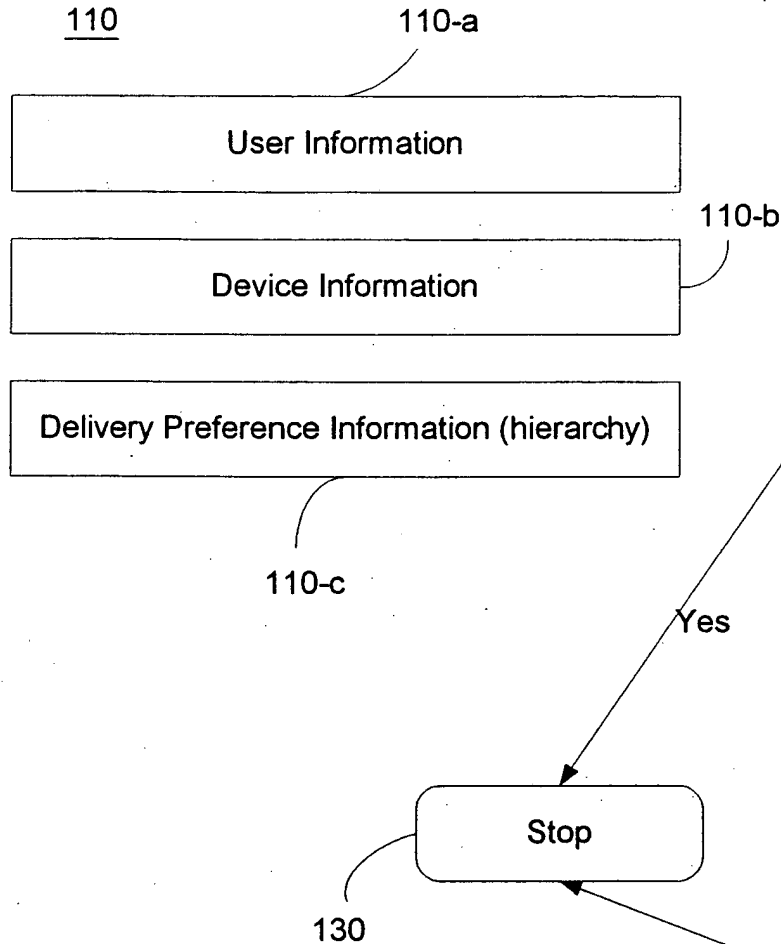 110
110-a
User Information
110-b
Device Information
Delivery Preference Information (hierarchy)
110-c
Yes
Stop
130